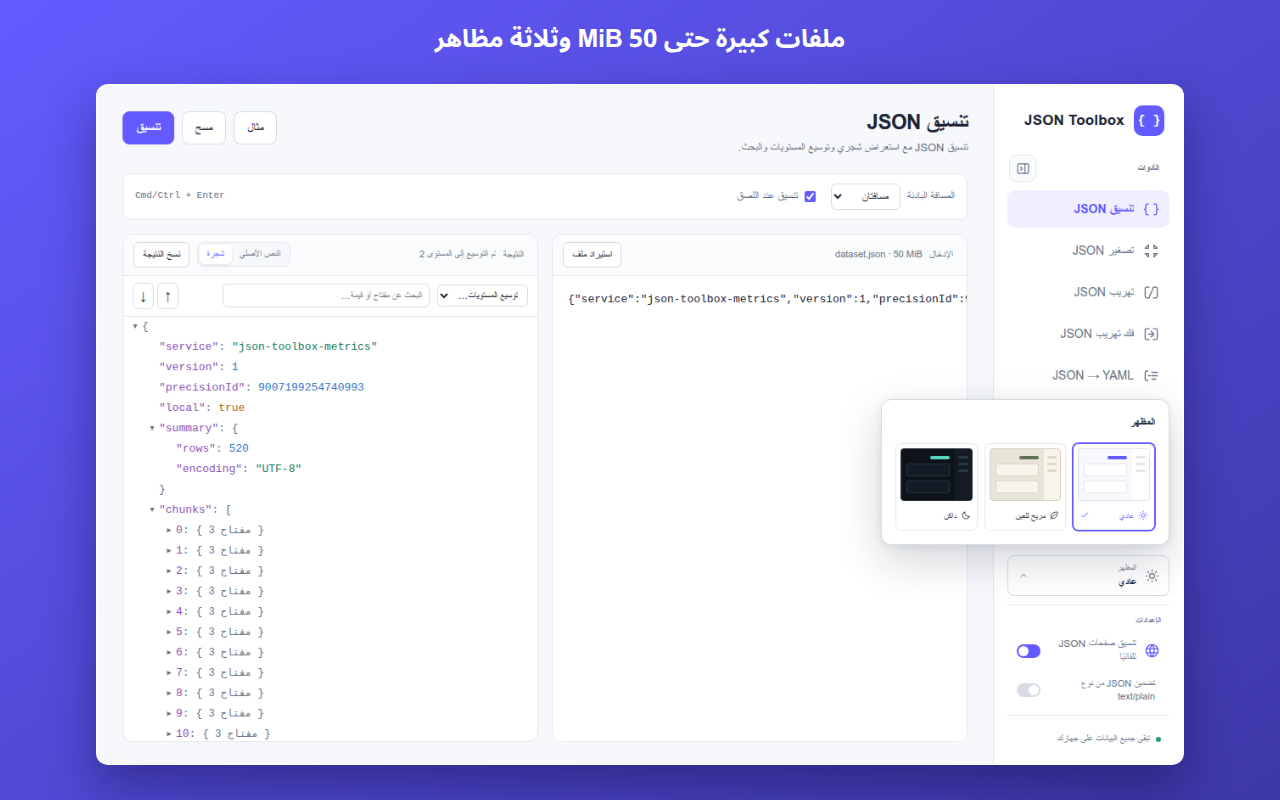 ملفات كبيرة حتى 50 MiB وثلاثة مظاهر
{ } JSON Toolbox
الأدوات
{ } تنسيق JSON
تصغير JSON
تهريب JSON
فك تهريب JSON
JSON → YAML
المظهر
عادي
مريح للعين
داكن
المظهر
عادي
الإعدادات
تنسيق صفحات JSON
تلقائيًا
تضمين JSON من نوع
text/plain
تبقى جميع البيانات على جهازك
تنسيق JSON
تنسيق JSON مع استعراض شجري وتوسيع المستويات والبحث.
مثال
مسح
تنسيق
المسافة البادئة مسافتان تنسيق عند اللصق
Cmd/Ctrl + Enter
الإدخال dataset.json · 50 MiB
استيراد ملف
{"service":"json-toolbox-metrics","version":1,"precisionId":
النتيجة تم التوسيع إلى المستوى 2
النص الأصلي شجرة
نسخ النتيجة
توسيع المستويات...
البحث عن مفتاح أو قيمة...
↑ ↓
▾ {
"service": "json-toolbox-metrics"
"version": 1
"precisionId": 9007199254740993
"local": true
▾ "summary": {
"rows": 520
"encoding": "UTF-8"
}
▾ "chunks": [
▸ 0: { 3 مفتاح }
▸ 1: { 3 مفتاح }
▸ 2: { 3 مفتاح }
▸ 3: { 3 مفتاح }
▸ 4: { 3 مفتاح }
▸ 5: { 3 مفتاح }
▸ 6: { 3 مفتاح }
▸ 7: { 3 مفتاح }
▸ 8: { 3 مفتاح }
▸ 9: { 3 مفتاح }
▸ 10: { 3 مفتاح }